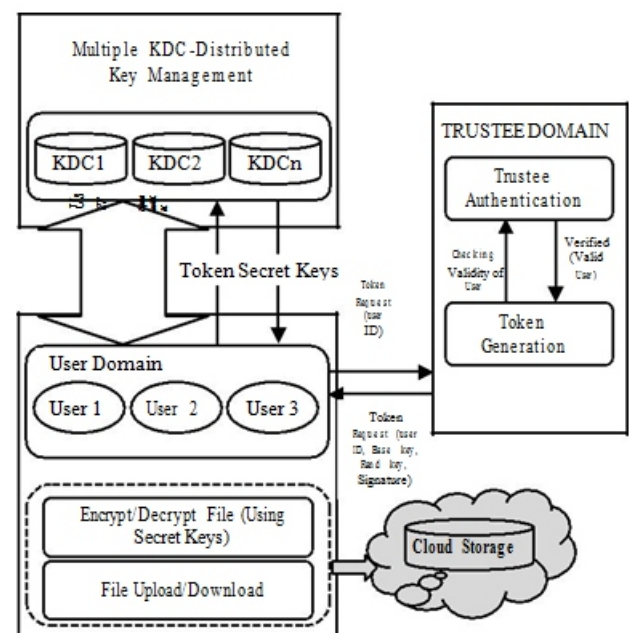 Multiple KDC-Distributed
Key Management
KDC1
KDC2
KDCn
Token Secret Keys
User Domain
User 1
User 2
User 3
Encrypt/Decrypt File (Using
Secret Keys)
File Upload/Download
Token
Request
(user
ID)
Token
Request (user
ID, Base key,
Rand key,
Signature)
TRUSTEE DOMAIN
Trustee
Authentication
Checking
Validity of
User
Verified
(Valid
User)
Token
Generation
Cloud Storage